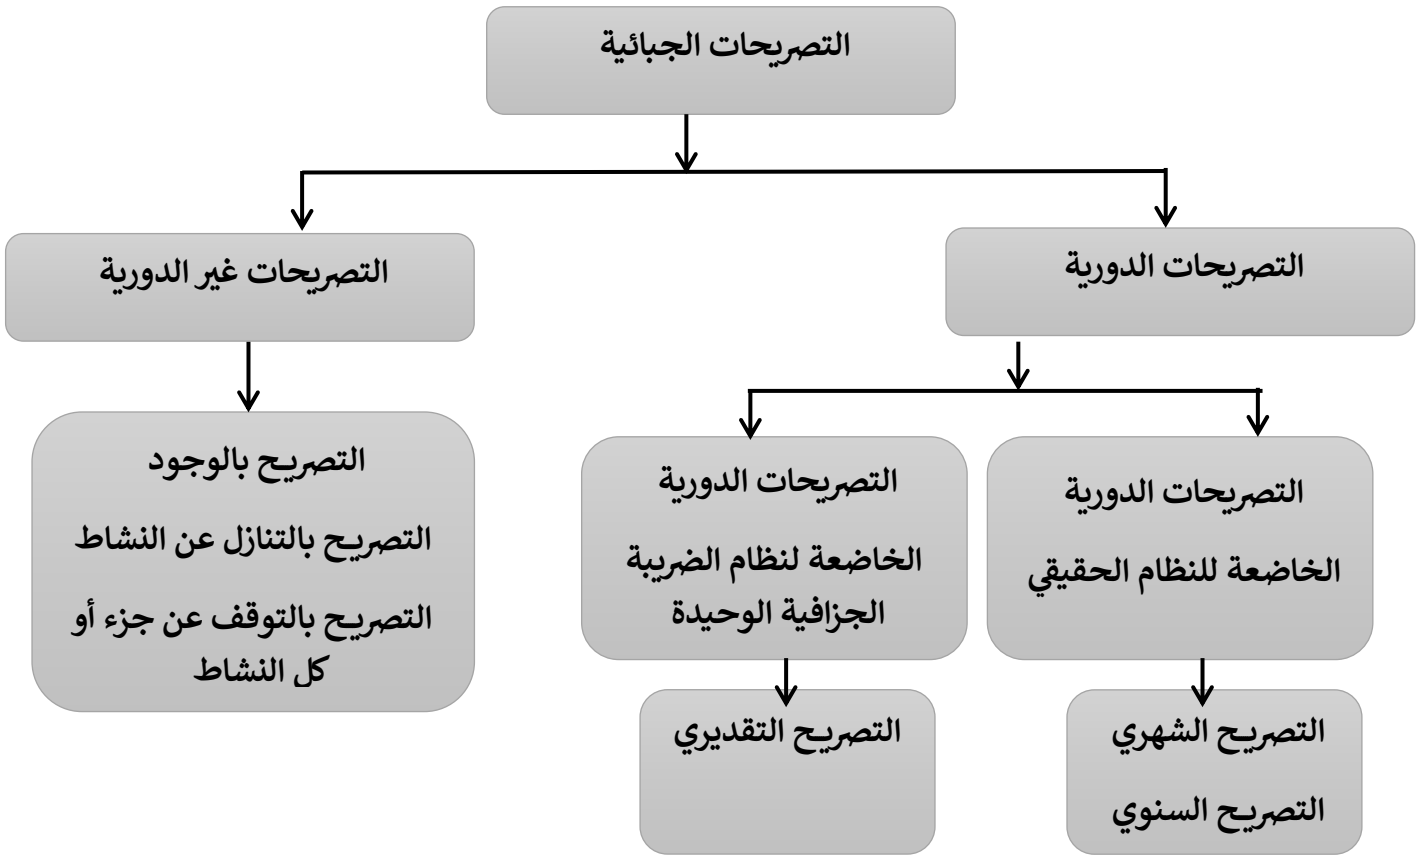 التصريحات الجبائية
التصريحات الدورية
التصريحات غير الدورية
التصريحات الدورية
الخاضعة للنظام الحقيقي
التصريحات الدورية
الخاضعة لنظام الضريبة
الجزافية الوحيدة
التصريح بالوجود
التصريح بالتنازل عن النشاط
التصريح بالتوقف عن جزء أو
كل النشاط
التصريح الشهري
التصريح السنوي
التصريح التقديري